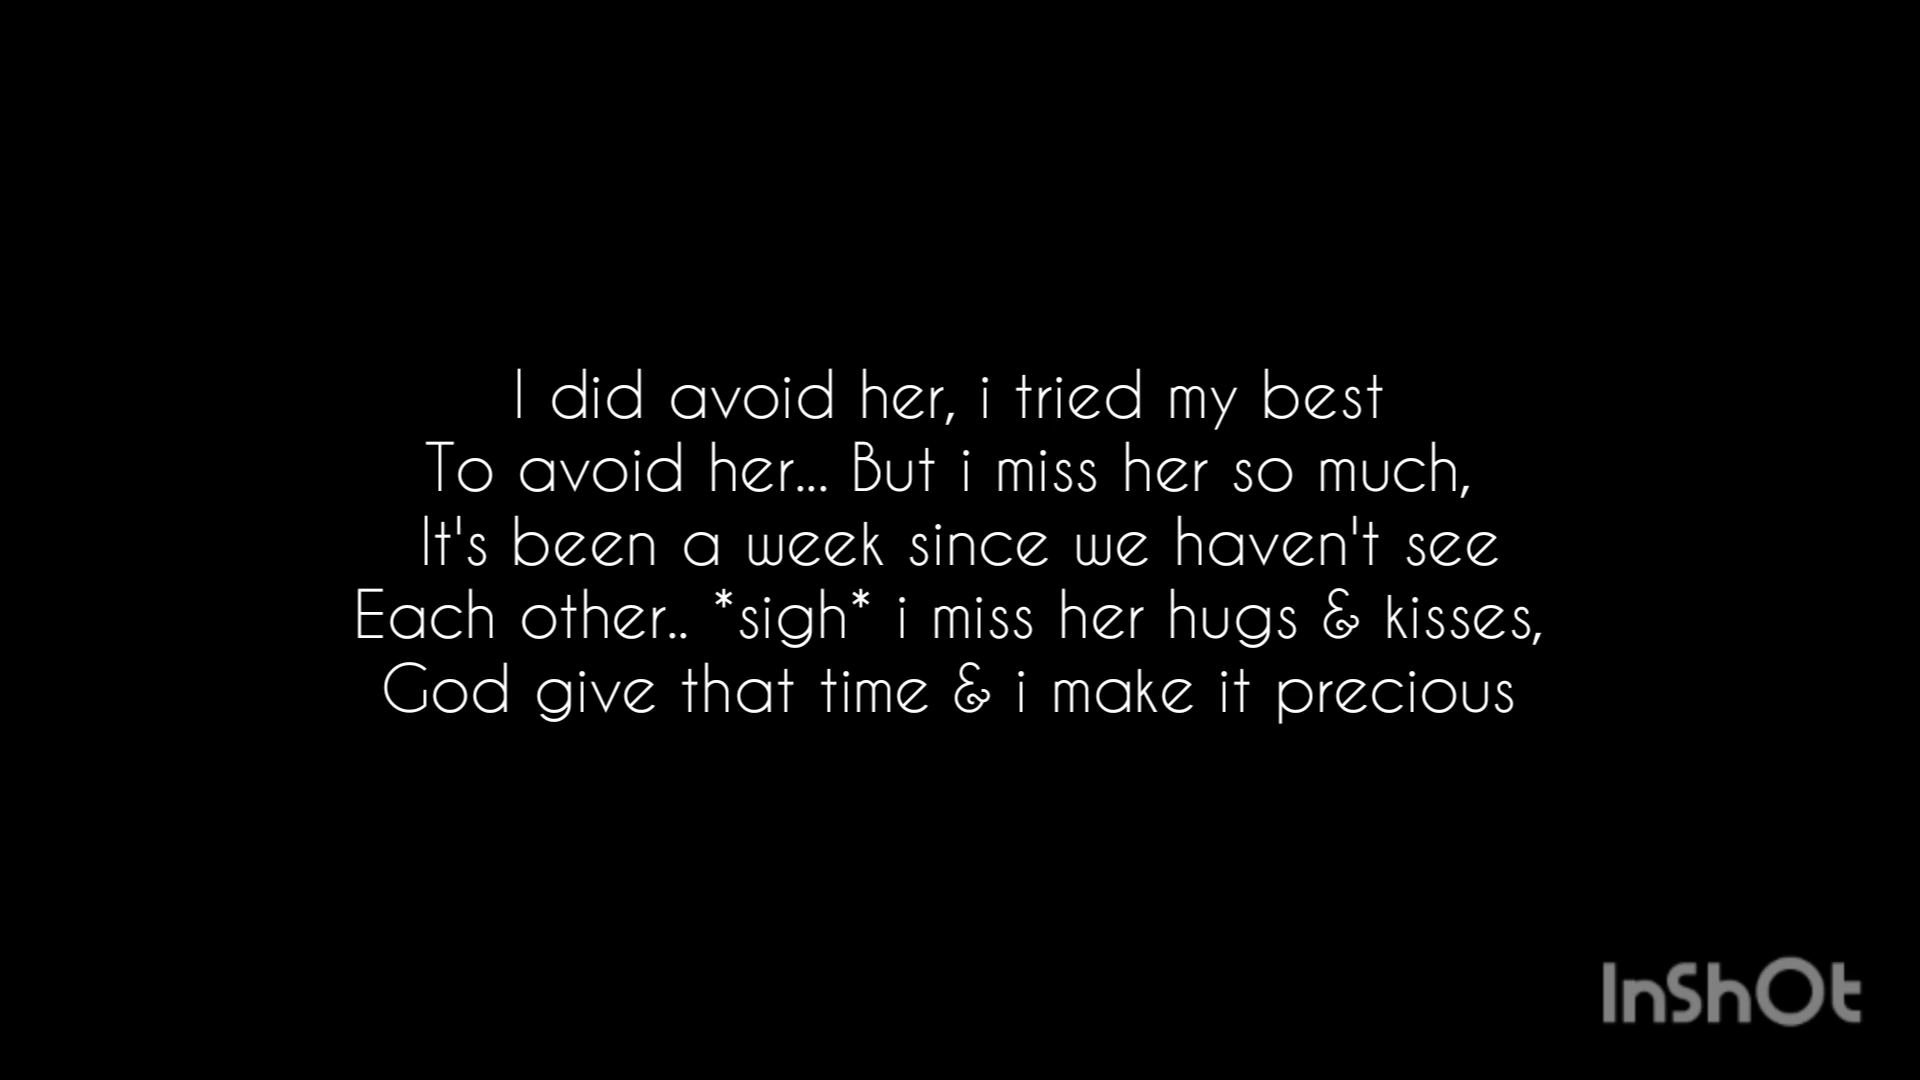 I did avoid her, i tried my best
To avoid her... But i miss her so much,
It's been a week since we haven't see
Each other.. *sigh* i miss her hugs & kisses,
God give that time & i make it precious
InShOt